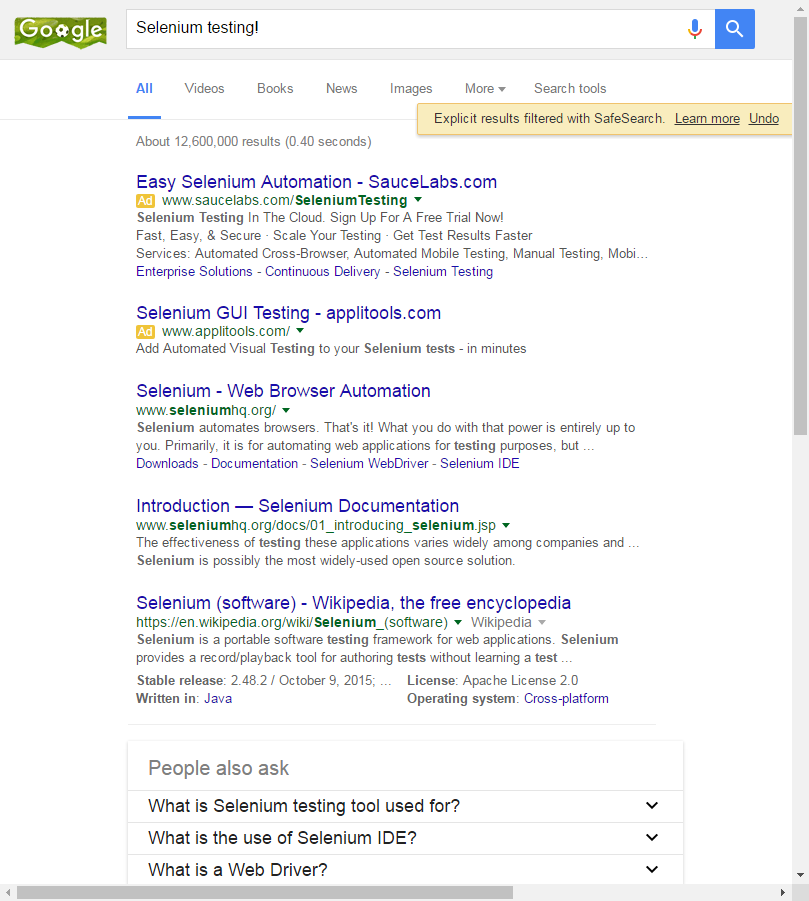 Google
Selenium testing!
All Videos Books News Images More Search tools
Explicit results filtered with SafeSearch. Learn more Undo
About 12,600,000 results (0.40 seconds)
Easy Selenium Automation - SauceLabs.com
Ad www.saucelabs.com/SeleniumTesting
Selenium Testing In The Cloud. Sign Up For A Free Trial Now!
Fast, Easy, & Secure · Scale Your Testing · Get Test Results Faster
Services: Automated Cross-Browser, Automated Mobile Testing, Manual Testing, Mobi...
Enterprise Solutions - Continuous Delivery - Selenium Testing
Selenium GUI Testing - applitools.com
Ad www.applitools.com/
Add Automated Visual Testing to your Selenium tests - in minutes
Selenium - Web Browser Automation
www.seleniumhq.org/
Selenium automates browsers. That's it! What you do with that power is entirely up to
you. Primarily, it is for automating web applications for testing purposes, but ...
Downloads - Documentation - Selenium WebDriver - Selenium IDE
Introduction — Selenium Documentation
www.seleniumhq.org/docs/01_introducing_selenium.jsp
The effectiveness of testing these applications varies widely among companies and ...
Selenium is possibly the most widely-used open source solution.
Selenium (software) - Wikipedia, the free encyclopedia
https://en.wikipedia.org/wiki/Selenium_(software) Wikipedia
Selenium is a portable software testing framework for web applications. Selenium
provides a record/playback tool for authoring tests without learning a test ...
Stable release: 2.48.2 / October 9, 2015; ... License: Apache License 2.0
Written in: Java Operating system: Cross-platform
People also ask
What is Selenium testing tool used for?
What is the use of Selenium IDE?
What is a Web Driver?